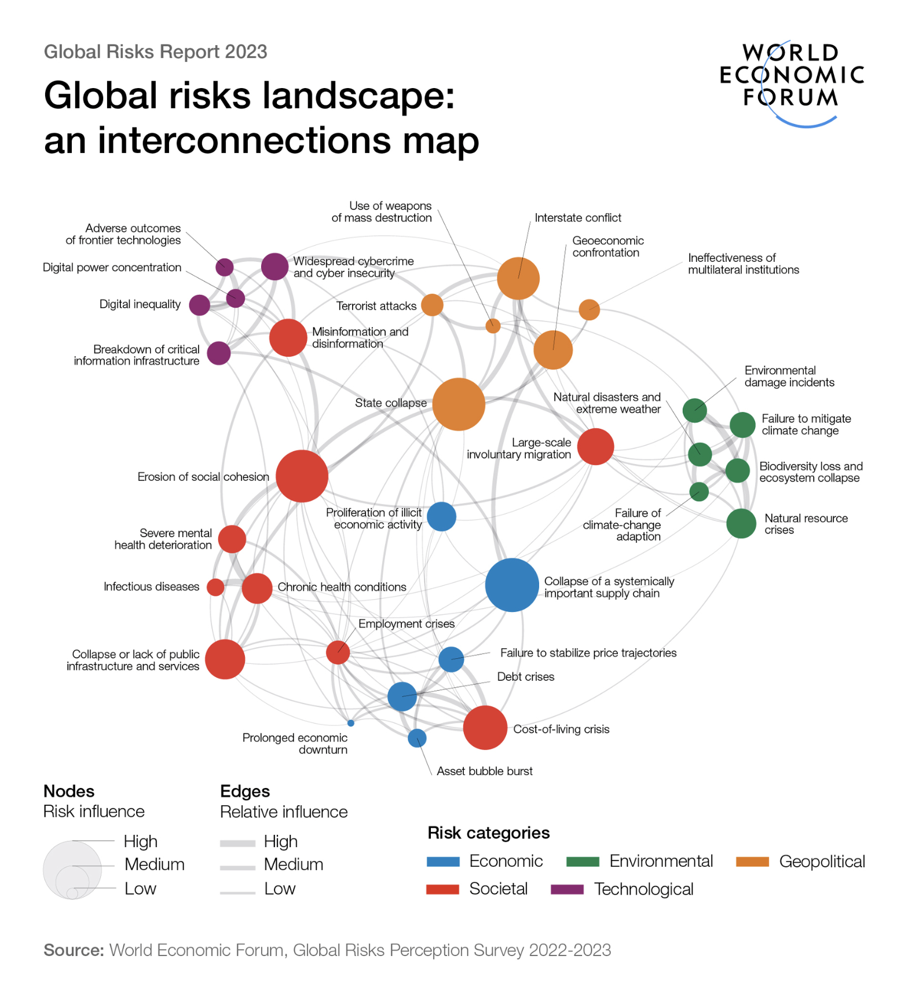 Global Risks Report 2023
Global risks landscape:
an interconnections map
WORLD
ECONOMIC
FORUM
Use of weapons
of mass destruction
Interstate conflict
Adverse outcomes
of frontier technologies
Geoeconomic
confrontation
Ineffectiveness of
multilateral institutions
Digital power concentration
Widespread cybercrime
and cyber insecurity
Digital inequality
Terrorist attacks
Misinformation and
disinformation
Breakdown of critical
information infrastructure
Environmental
damage incidents
State collapse
Natural disasters and
extreme weather
Failure to mitigate
climate change
Large-scale
involuntary migration
Biodiversity loss and
ecosystem collapse
Erosion of social cohesion
Proliferation of illicit
economic activity
Failure of
climate-change
adaption
Natural resource
crises
Severe mental
health deterioration
Infectious diseases
Chronic health conditions
Collapse of a systemically
important supply chain
Employment crises
Collapse or lack of public
infrastructure and services
Failure to stabilize price trajectories
Debt crises
Prolonged economic
downturn
Cost-of-living crisis
Asset bubble burst
Nodes
Risk influence
High
Medium
Low
Edges
Relative influence
High
Medium
Low
Risk categories
Economic
Environmental
Geopolitical
Societal
Technological
Source: World Economic Forum, Global Risks Perception Survey 2022-2023